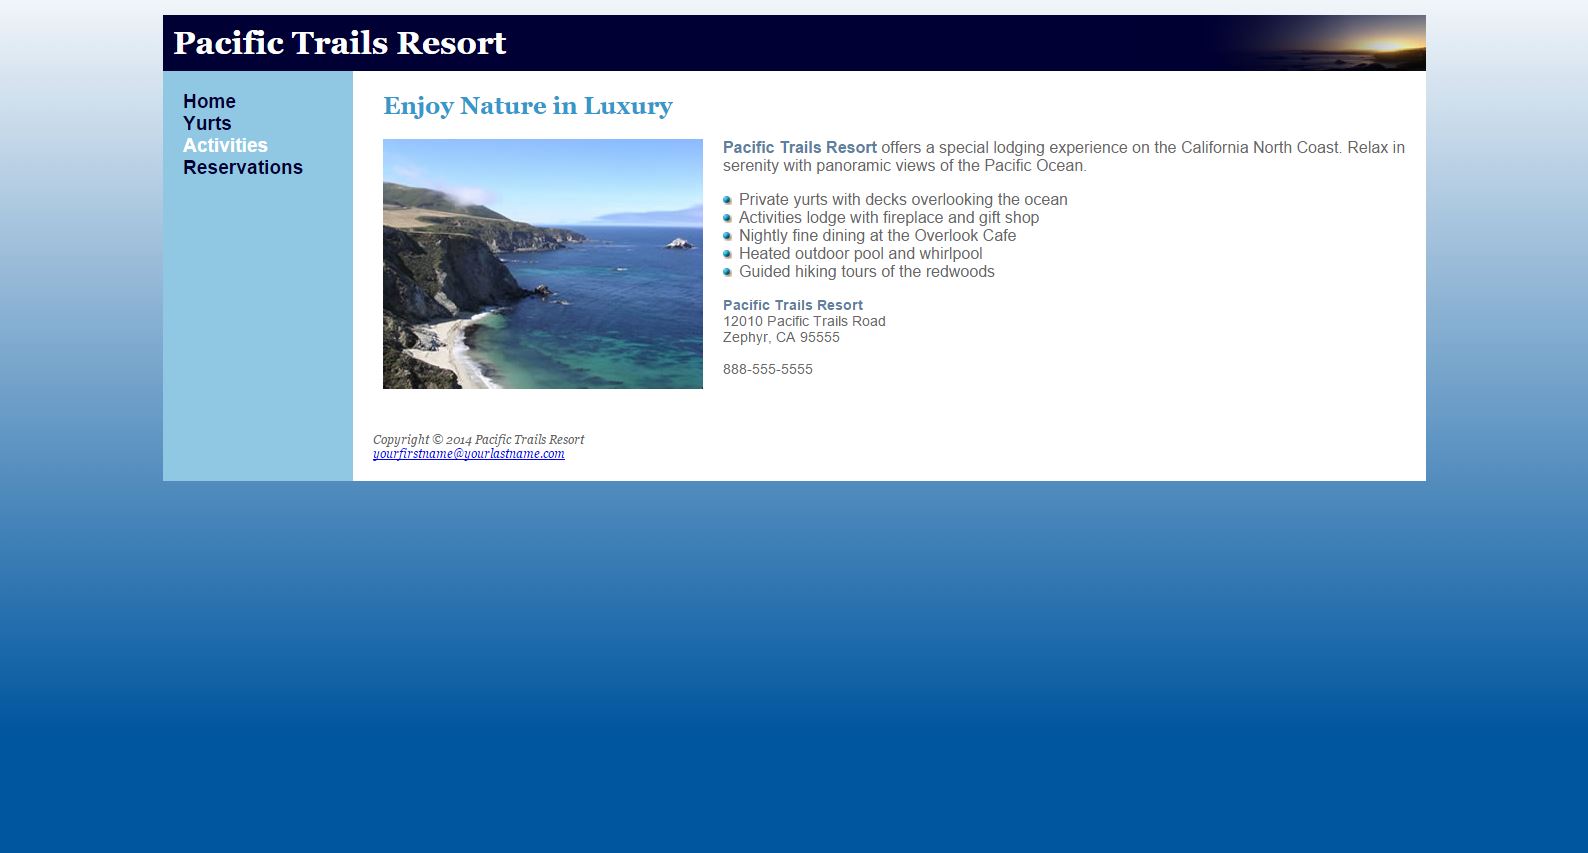 Pacific Trails Resort
Home
Yurts
Activities
Reservations
Enjoy Nature in Luxury
Pacific Trails Resort offers a special lodging experience on the California North Coast. Relax in
serenity with panoramic views of the Pacific Ocean.
Private yurts with decks overlooking the ocean
Activities lodge with fireplace and gift shop
Nightly fine dining at the Overlook Cafe
Heated outdoor pool and whirlpool
Guided hiking tours of the redwoods
Pacific Trails Resort
12010 Pacific Trails Road
Zephyr, CA 95555
888-555-5555
Copyright © 2014 Pacific Trails Resort
yourfirstname@yourlastname.com